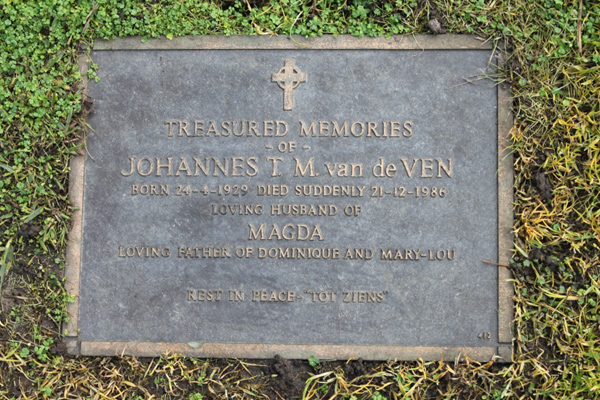 TREASURED MEMORIES
- OF -
JOHANNES T. M. van de VEN
BORN 24-4-1929 DIED SUDDENLY 21-12-1986
LOVING HUSBAND OF
MAGDA
LOVING FATHER OF DOMINIQUE AND MARY-LOU
REST IN PEACE - "TOT ZIENS"